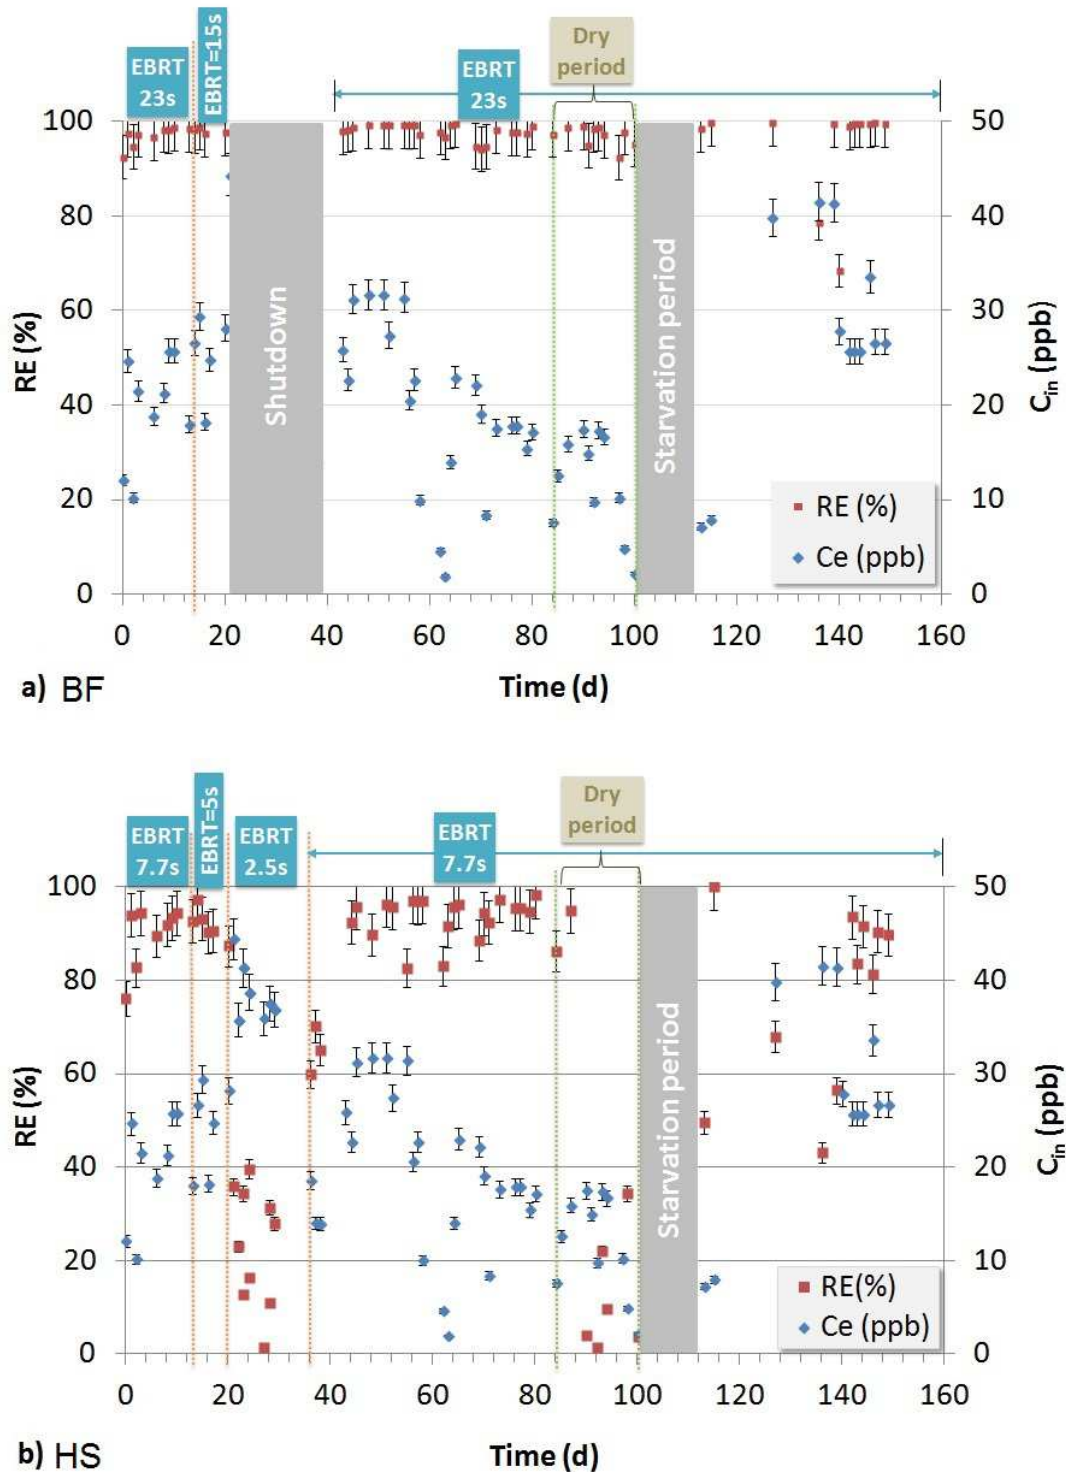 EBRT
23s
EBRT=15s
EBRT
23s
Dry
period
100
80
60
40
20
0
RE (%)
Shutdown
Starvation period
RE (%)
Ce (ppb)
50
40
30
20
10
0
Cin (ppb)
0 20 40 60 80 100 120 140 160
a) BF
Time (d)
EBRT
7.7s
EBRT=5s
EBRT
2.5s
EBRT
7.7s
Dry
period
100
80
60
40
20
0
RE (%)
Starvation period
RE(%)
Ce (ppb)
50
40
30
20
10
0
Cin (ppb)
0 20 40 60 80 100 120 140 160
b) HS
Time (d)